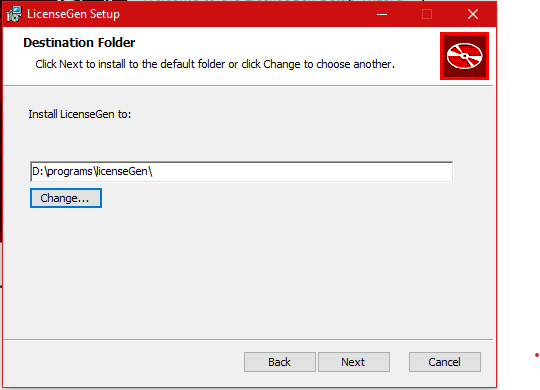 LicenseGen Setup
Destination Folder
Click Next to install to the default folder or click Change to choose another.
Install LicenseGen to:
D:\programs\licenseGen\
Change...
Back Next Cancel